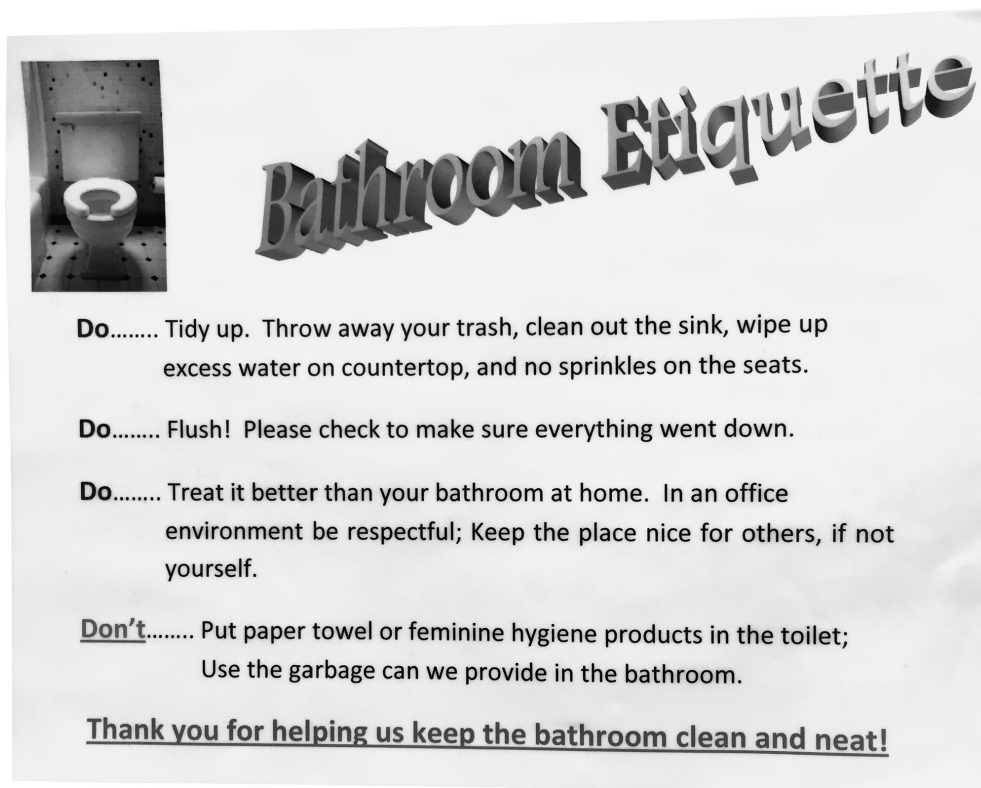 Bathroom Etiquette
Do........ Tidy up. Throw away your trash, clean out the sink, wipe up
excess water on countertop, and no sprinkles on the seats.
Do........ Flush! Please check to make sure everything went down.
Do........ Treat it better than your bathroom at home. In an office
environment be respectful; Keep the place nice for others, if not
yourself.
Don't........ Put paper towel or feminine hygiene products in the toilet;
Use the garbage can we provide in the bathroom.
Thank you for helping us keep the bathroom clean and neat!